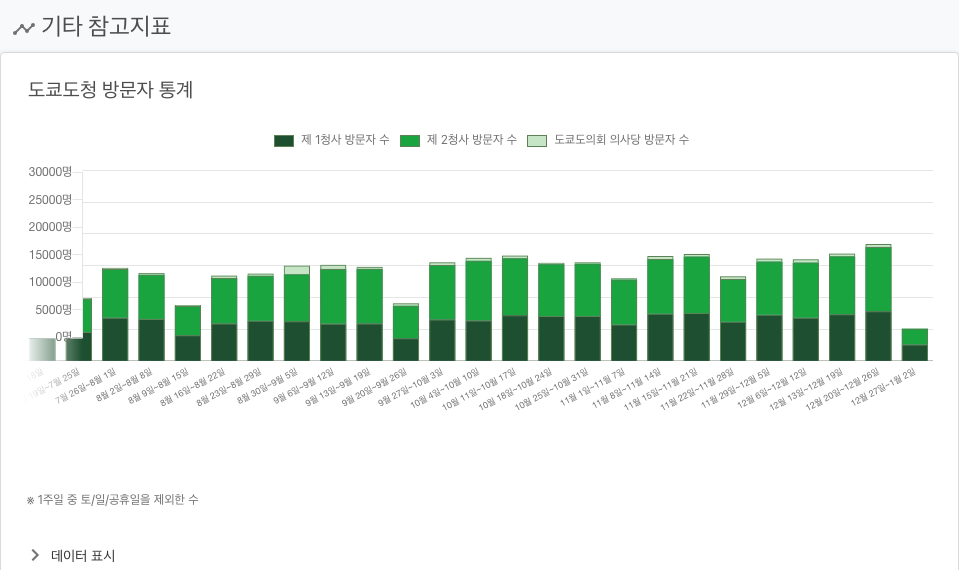 기타 참고지표
도쿄도청 방문자 통계
제 1청사 방문자 수 제 2청사 방문자 수 도쿄도의회 의사당 방문자 수
30000명
25000명
20000명
15000명
10000명
5000명
0명
19일~7월 25일
7월 26일~8월 1일
8월 2일~8월 8일
8월 9일~8월 15일
8월 16일~8월 22일
8월 23일~8월 29일
8월 30일~9월 5일
9월 6일~9월 12일
9월 13일~9월 19일
9월 20일~9월 26일
9월 27일~10월 3일
10월 4일~10월 10일
10월 11일~10월 17일
10월 18일~10월 24일
10월 25일~10월 31일
11월 1일~11월 7일
11월 8일~11월 14일
11월 15일~11월 21일
11월 22일~11월 28일
11월 29일~12월 5일
12월 6일~12월 12일
12월 13일~12월 19일
12월 20일~12월 26일
12월 27일~1월 2일
※ 1주일 중 토/일/공휴일을 제외한 수
데이터 표시